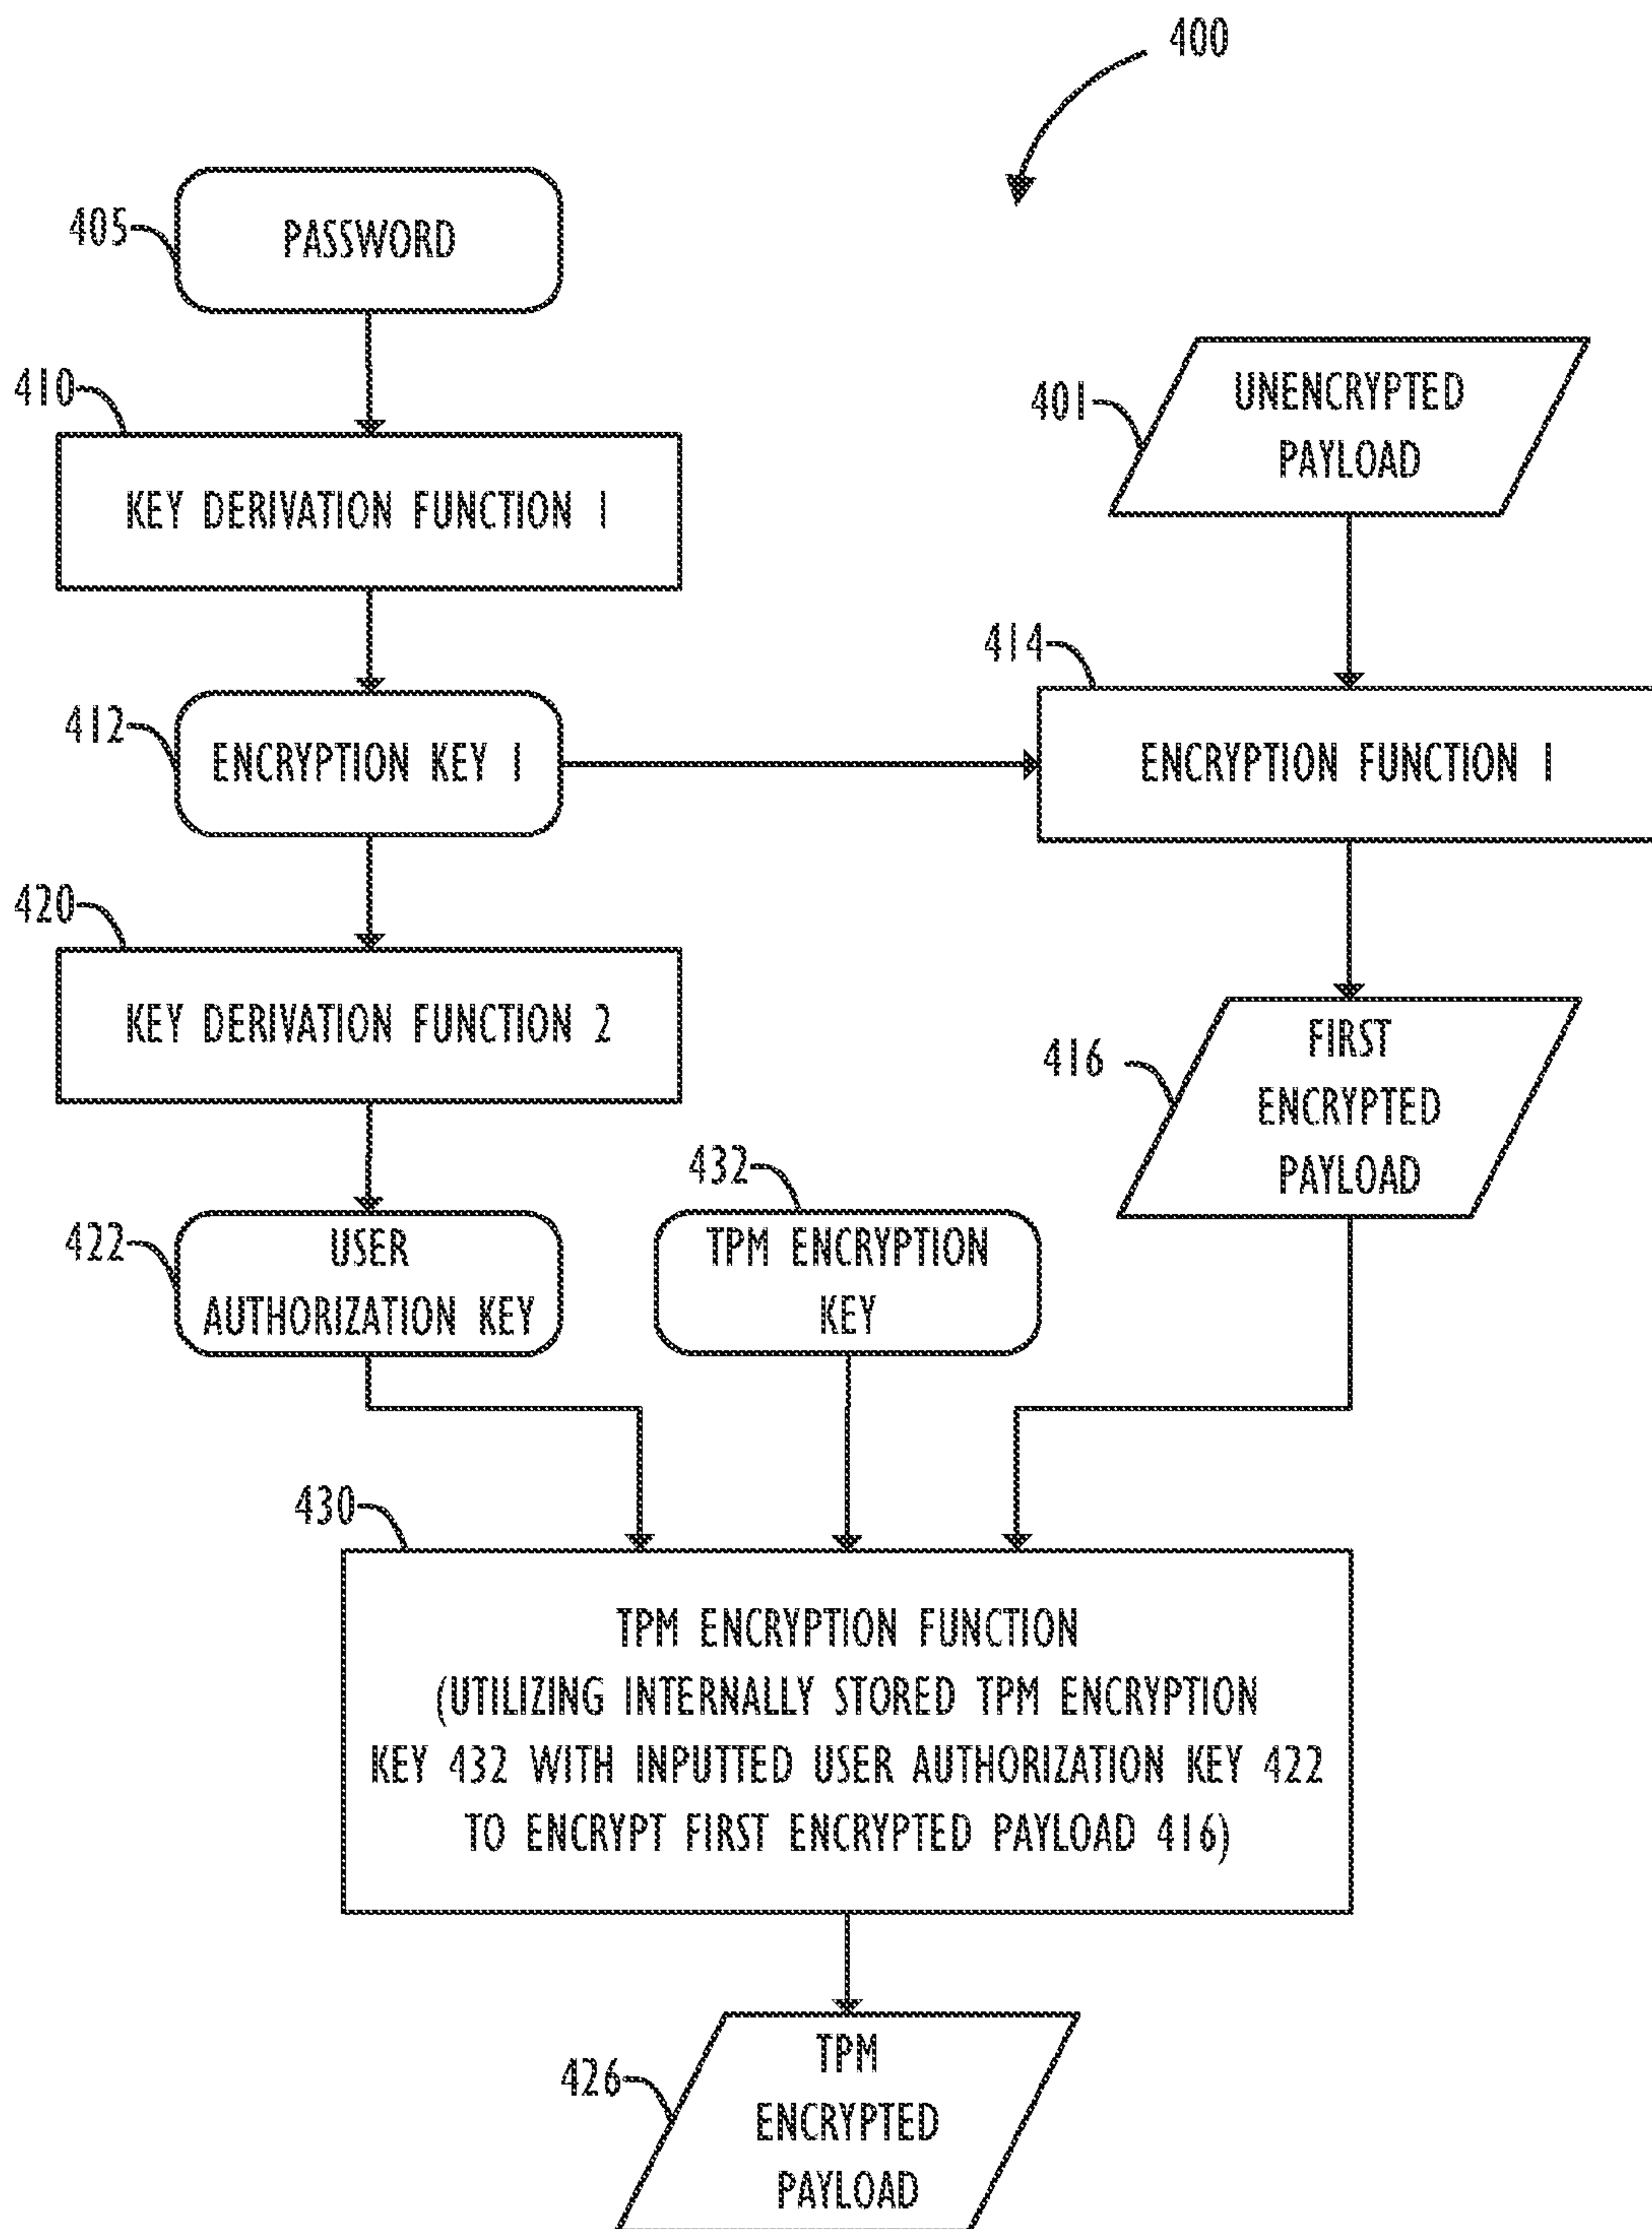 400
405
PASSWORD
410
KEY DERIVATION FUNCTION 1
401
UNENCRYPTED
PAYLOAD
414
412
ENCRYPTION KEY 1
ENCRYPTION FUNCTION 1
420
KEY DERIVATION FUNCTION 2
416
FIRST
ENCRYPTED
PAYLOAD
432
422
USER
AUTHORIZATION KEY
TPM ENCRYPTION
KEY
430
TPM ENCRYPTION FUNCTION
(UTILIZING INTERNALLY STORED TPM ENCRYPTION
KEY 432 WITH INPUTTED USER AUTHORIZATION KEY 422
TO ENCRYPT FIRST ENCRYPTED PAYLOAD 416)
426
TPM
ENCRYPTED
PAYLOAD